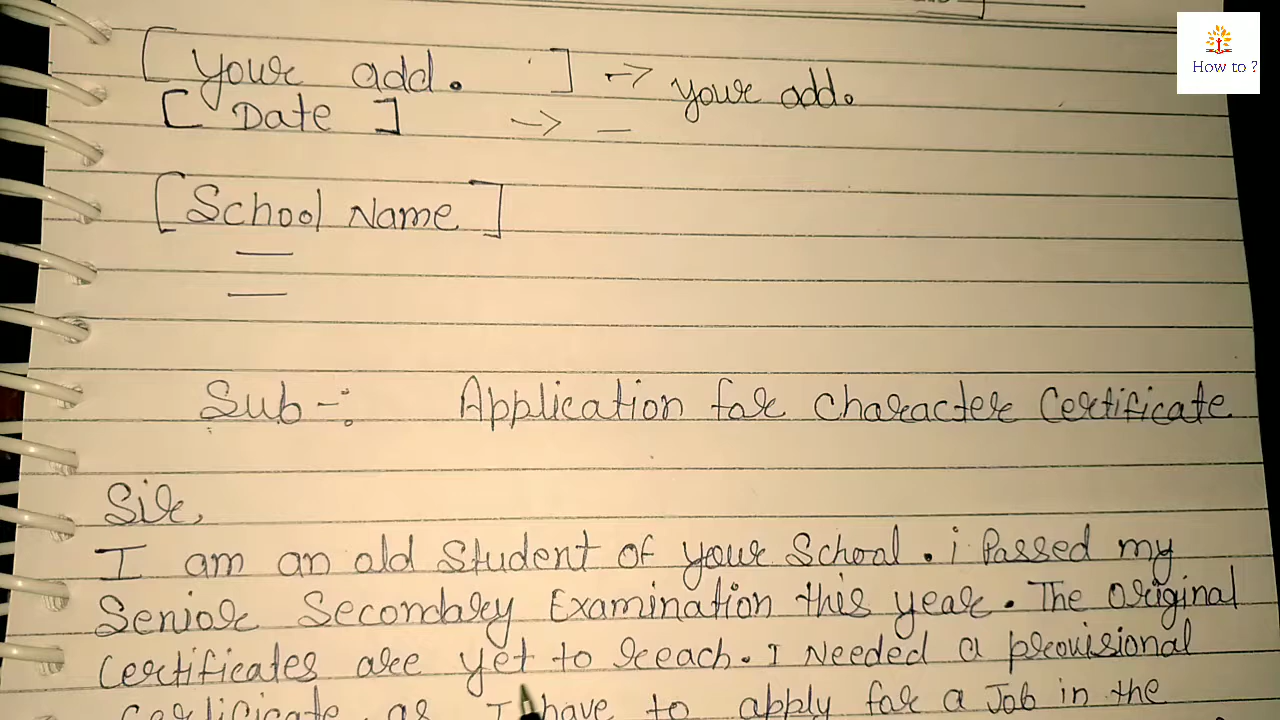 [ Your add. ] -> your add.
[ Date ] -> -
[ School Name ]
Sub -: Application for character Certificate
Sir,
I am an old Student of your School. i Passed my
Senior Secondary Examination this year. The original
Certificates are yet to reach. I Needed a provisional
Certificate as I have to apply for a Job in the
How to ?